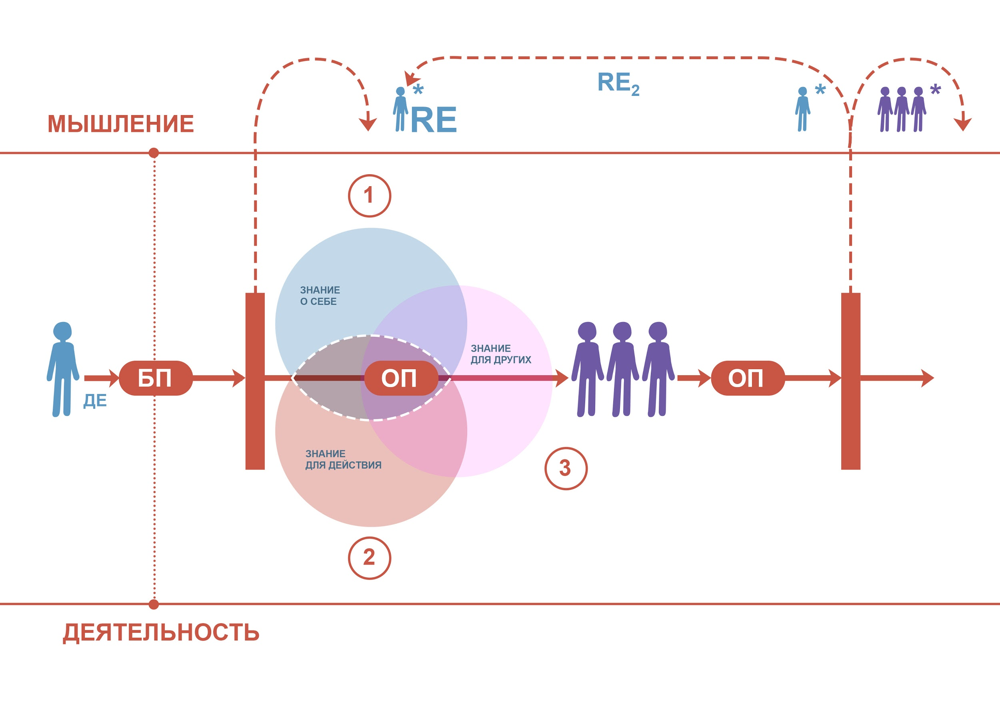 RE2
*
*
*
RE
МЫШЛЕНИЕ
1
ЗНАНИЕ
О СЕБЕ
ЗНАНИЕ
ДЛЯ ДРУГИХ
БП
ОП
ОП
ДЕ
ЗНАНИЕ
ДЛЯ ДЕЙСТВИЯ
3
2
ДЕЯТЕЛЬНОСТЬ